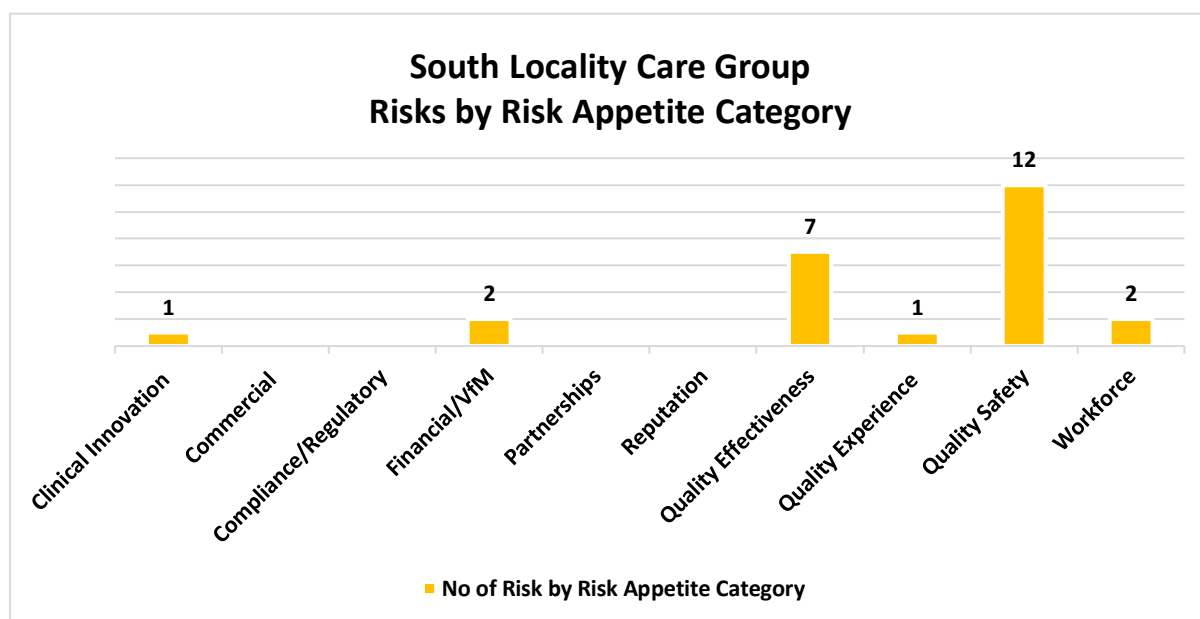 South Locality Care Group
Risks by Risk Appetite Category
12
7
2
2
1
1
Clinical Innovation
Commercial
Compliance/Regulatory
Financial/VfM
Partnerships
Reputation
Quality Effectiveness
Quality Experience
Quality Safety
Workforce
No of Risk by Risk Appetite Category